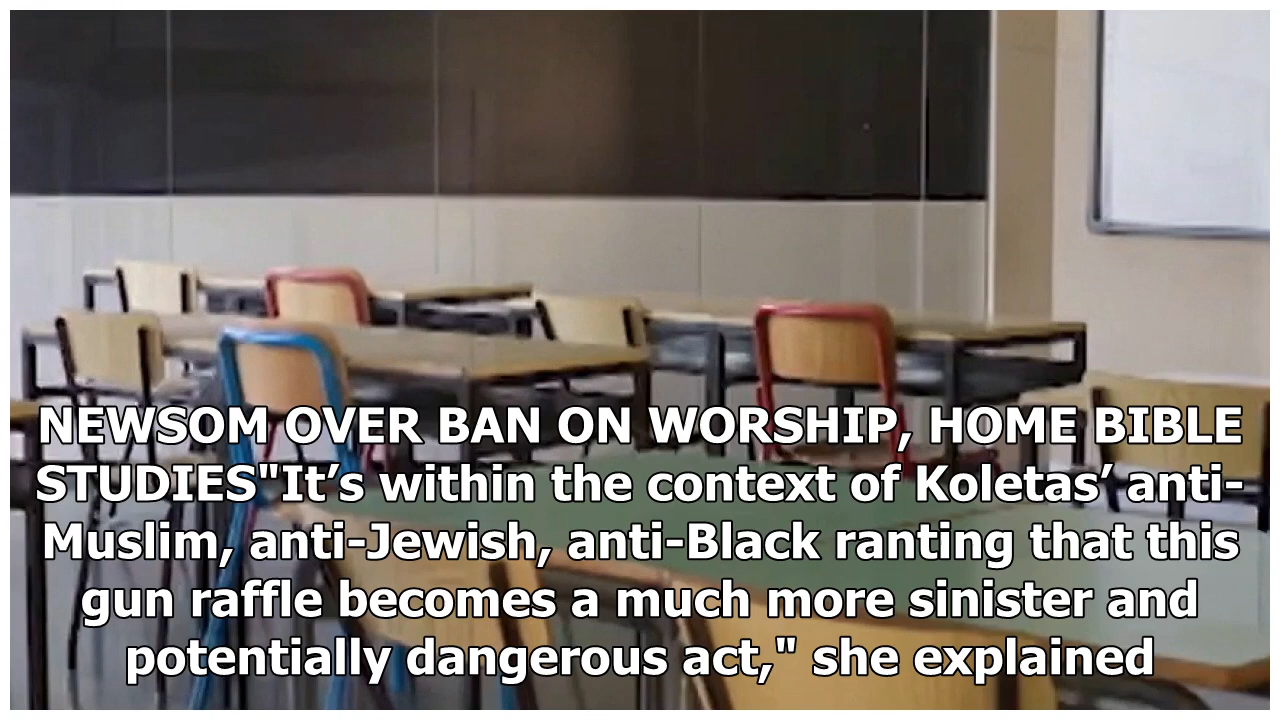 NEWSOM OVER BAN ON WORSHIP, HOME BIBLE
STUDIES"It’s within the context of Koletas’ anti-
Muslim, anti-Jewish, anti-Black ranting that this
gun raffle becomes a much more sinister and
potentially dangerous act," she explained